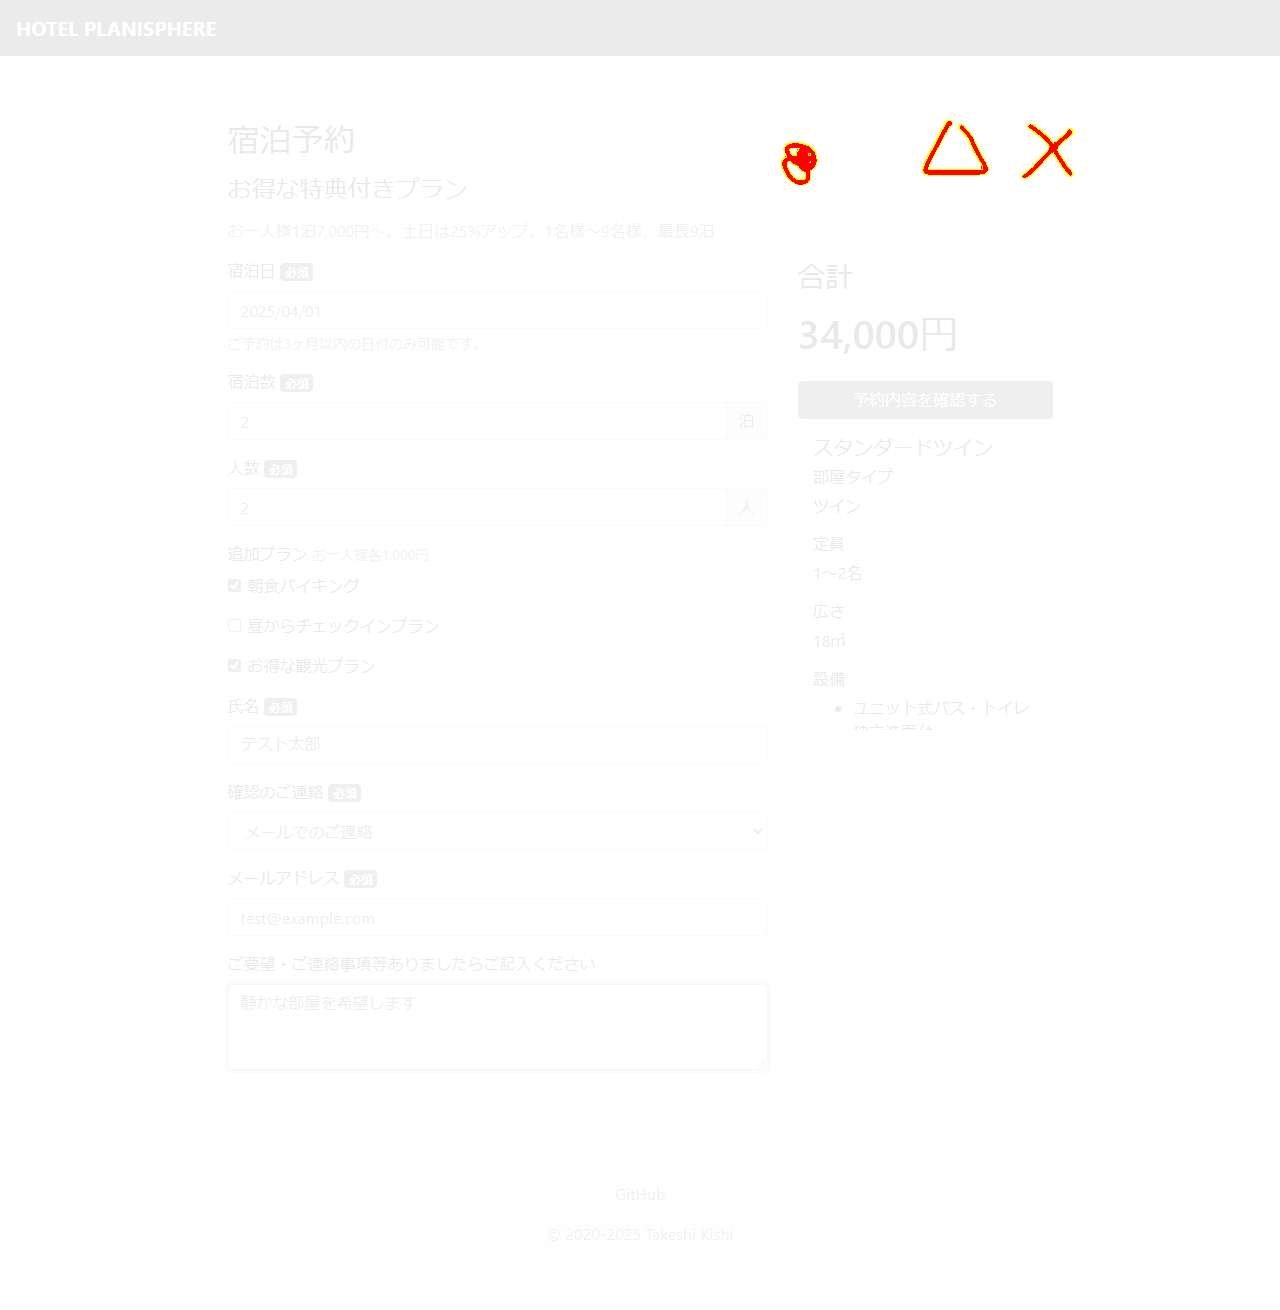 HOTEL PLANISPHERE
宿泊予約
お得な特典付きプラン
お一人様1泊7,000円〜、土日は25%アップ。1名様〜9名様、最長9泊
宿泊日 必須
2025/04/01
ご予約は3ヶ月以内の日付のみ可能です。
宿泊数 必須
2 泊
人数 必須
2 人
追加プラン お一人様各1,000円
朝食バイキング
昼からチェックインプラン
お得な観光プラン
氏名 必須
テスト太郎
確認のご連絡 必須
メールでのご連絡
メールアドレス 必須
test@example.com
ご要望・ご連絡事項等ありましたらご記入ください
静かな部屋を希望します
合計
34,000円
予約内容を確認する
スタンダードツイン
部屋タイプ
ツイン
定員
1〜2名
広さ
18㎡
設備
ユニット式バス・トイレ
独立洗面台
GitHub
© 2020-2025 Takeshi Kishi